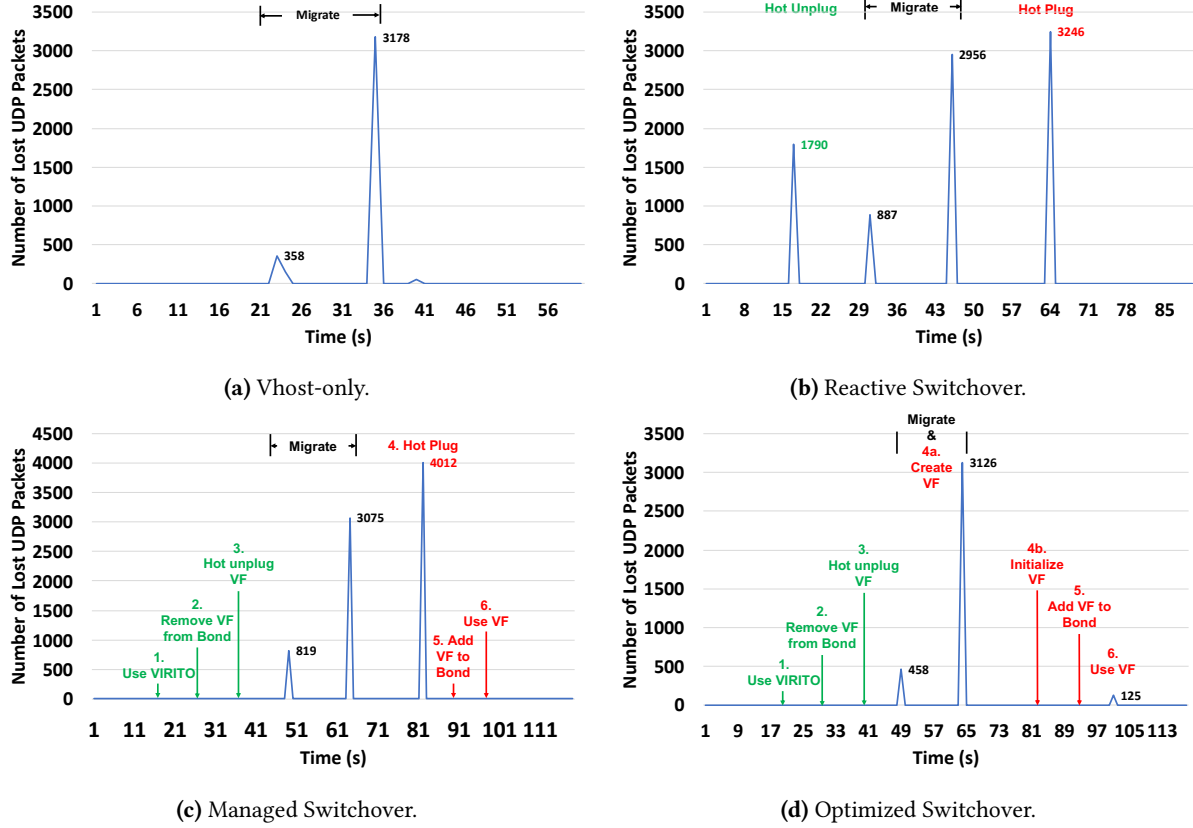 Number of Lost UDP Packets
3500
3000
2500
2000
1500
1000
500
0
Migrate
3178
358
1 6 11 16 21 26 31 36 41 46 51 56
Time (s)
(a) Vhost-only.
Number of Lost UDP Packets
3500
3000
2500
2000
1500
1000
500
0
Hot Unplug
Migrate
Hot Plug
3246
2956
1790
887
1 8 15 22 29 36 43 50 57 64 71 78 85
Time (s)
(b) Reactive Switchover.
Number of Lost UDP Packets
4500
4000
3500
3000
2500
2000
1500
1000
500
0
Migrate
4. Hot Plug
4012
3075
3.
Hot unplug
VF
2.
Remove VF
from Bond
6.
Use VF
1.
Use VIRITO
819
5. Add
VF to
Bond
1 11 21 31 41 51 61 71 81 91 101 111
Time (s)
(c) Managed Switchover.
Number of Lost UDP Packets
3500
3000
2500
2000
1500
1000
500
0
Migrate
&
4a.
Create
VF
3126
3.
Hot unplug
VF
4b.
Initialize
VF
2.
Remove VF
from Bond
5.
Add VF to
Bond
1.
Use VIRITO
458
6.
Use VF
125
1 9 17 25 33 41 49 57 65 73 81 89 97 105 113
Time (s)
(d) Optimized Switchover.